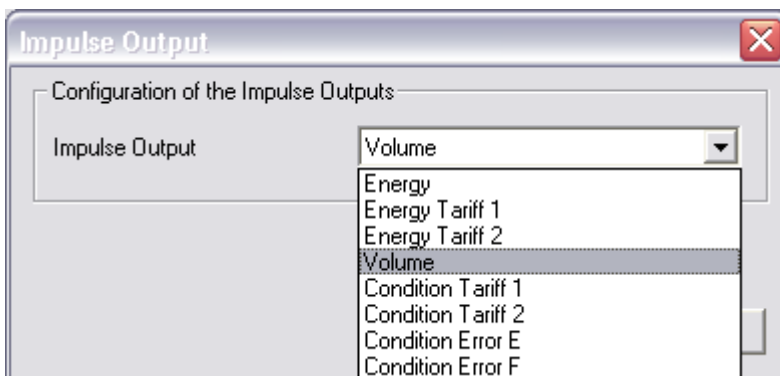 Impulse Output
Configuration of the Impulse Outputs
Impulse Output Volume
Energy
Energy Tariff 1
Energy Tariff 2
Volume
Condition Tariff 1
Condition Tariff 2
Condition Error E
Condition Error F